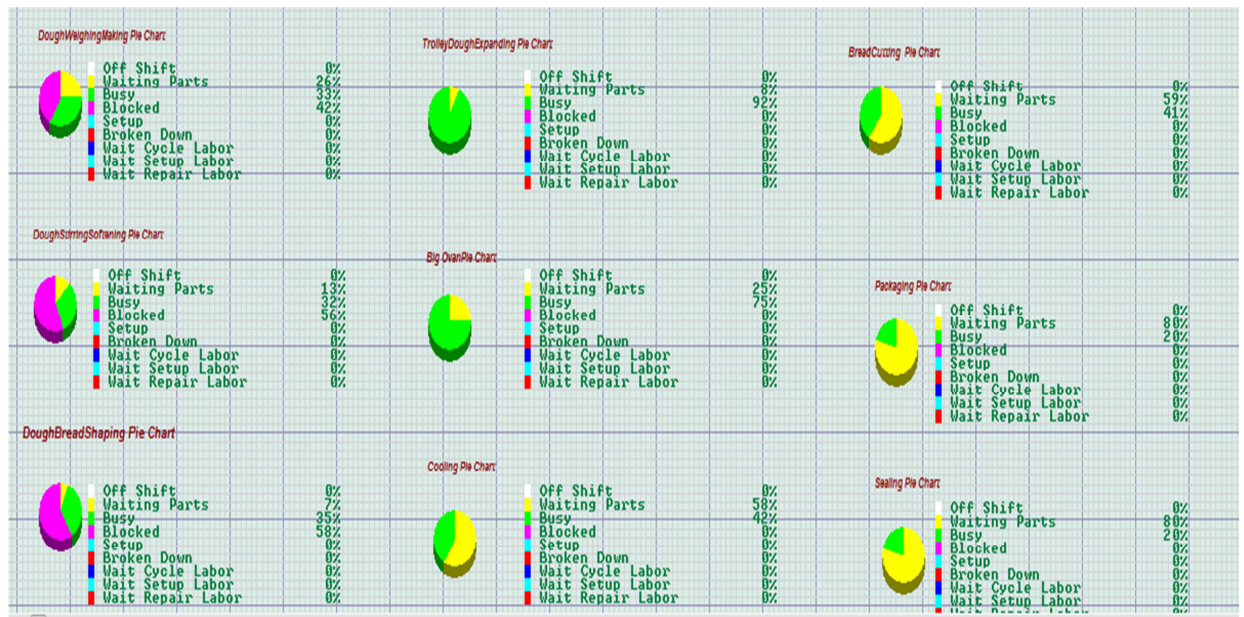 DoughWeighingMaking Pie Chart
Off Shift 0%
Waiting Parts 26%
Busy 33%
Blocked 42%
Setup 0%
Broken Down 0%
Wait Cycle Labor 0%
Wait Setup Labor 0%
Wait Repair Labor 0%
TrolleyDoughExpanding Pie Chart
Off Shift 0%
Waiting Parts 8%
Busy 92%
Blocked 0%
Setup 0%
Broken Down 0%
Wait Cycle Labor 0%
Wait Setup Labor 0%
Wait Repair Labor 0%
BreadCutting Pie Chart
Off Shift 0%
Waiting Parts 59%
Busy 41%
Blocked 0%
Setup 0%
Broken Down 0%
Wait Cycle Labor 0%
Wait Setup Labor 0%
Wait Repair Labor 0%
DoughStirringSoftening Pie Chart
Off Shift 0%
Waiting Parts 13%
Busy 32%
Blocked 56%
Setup 0%
Broken Down 0%
Wait Cycle Labor 0%
Wait Setup Labor 0%
Wait Repair Labor 0%
Big OvanPie Chart
Off Shift 0%
Waiting Parts 25%
Busy 75%
Blocked 0%
Setup 0%
Broken Down 0%
Wait Cycle Labor 0%
Wait Setup Labor 0%
Wait Repair Labor 0%
Packaging Pie Chart
Off Shift 0%
Waiting Parts 80%
Busy 20%
Blocked 0%
Setup 0%
Broken Down 0%
Wait Cycle Labor 0%
Wait Setup Labor 0%
Wait Repair Labor 0%
DoughBreadShaping Pie Chart
Off Shift 0%
Waiting Parts 7%
Busy 35%
Blocked 58%
Setup 0%
Broken Down 0%
Wait Cycle Labor 0%
Wait Setup Labor 0%
Wait Repair Labor 0%
Cooling Pie Chart
Off Shift 0%
Waiting Parts 58%
Busy 42%
Blocked 0%
Setup 0%
Broken Down 0%
Wait Cycle Labor 0%
Wait Setup Labor 0%
Wait Repair Labor 0%
Sealing Pie Chart
Off Shift 0%
Waiting Parts 80%
Busy 20%
Blocked 0%
Setup 0%
Broken Down 0%
Wait Cycle Labor 0%
Wait Setup Labor 0%